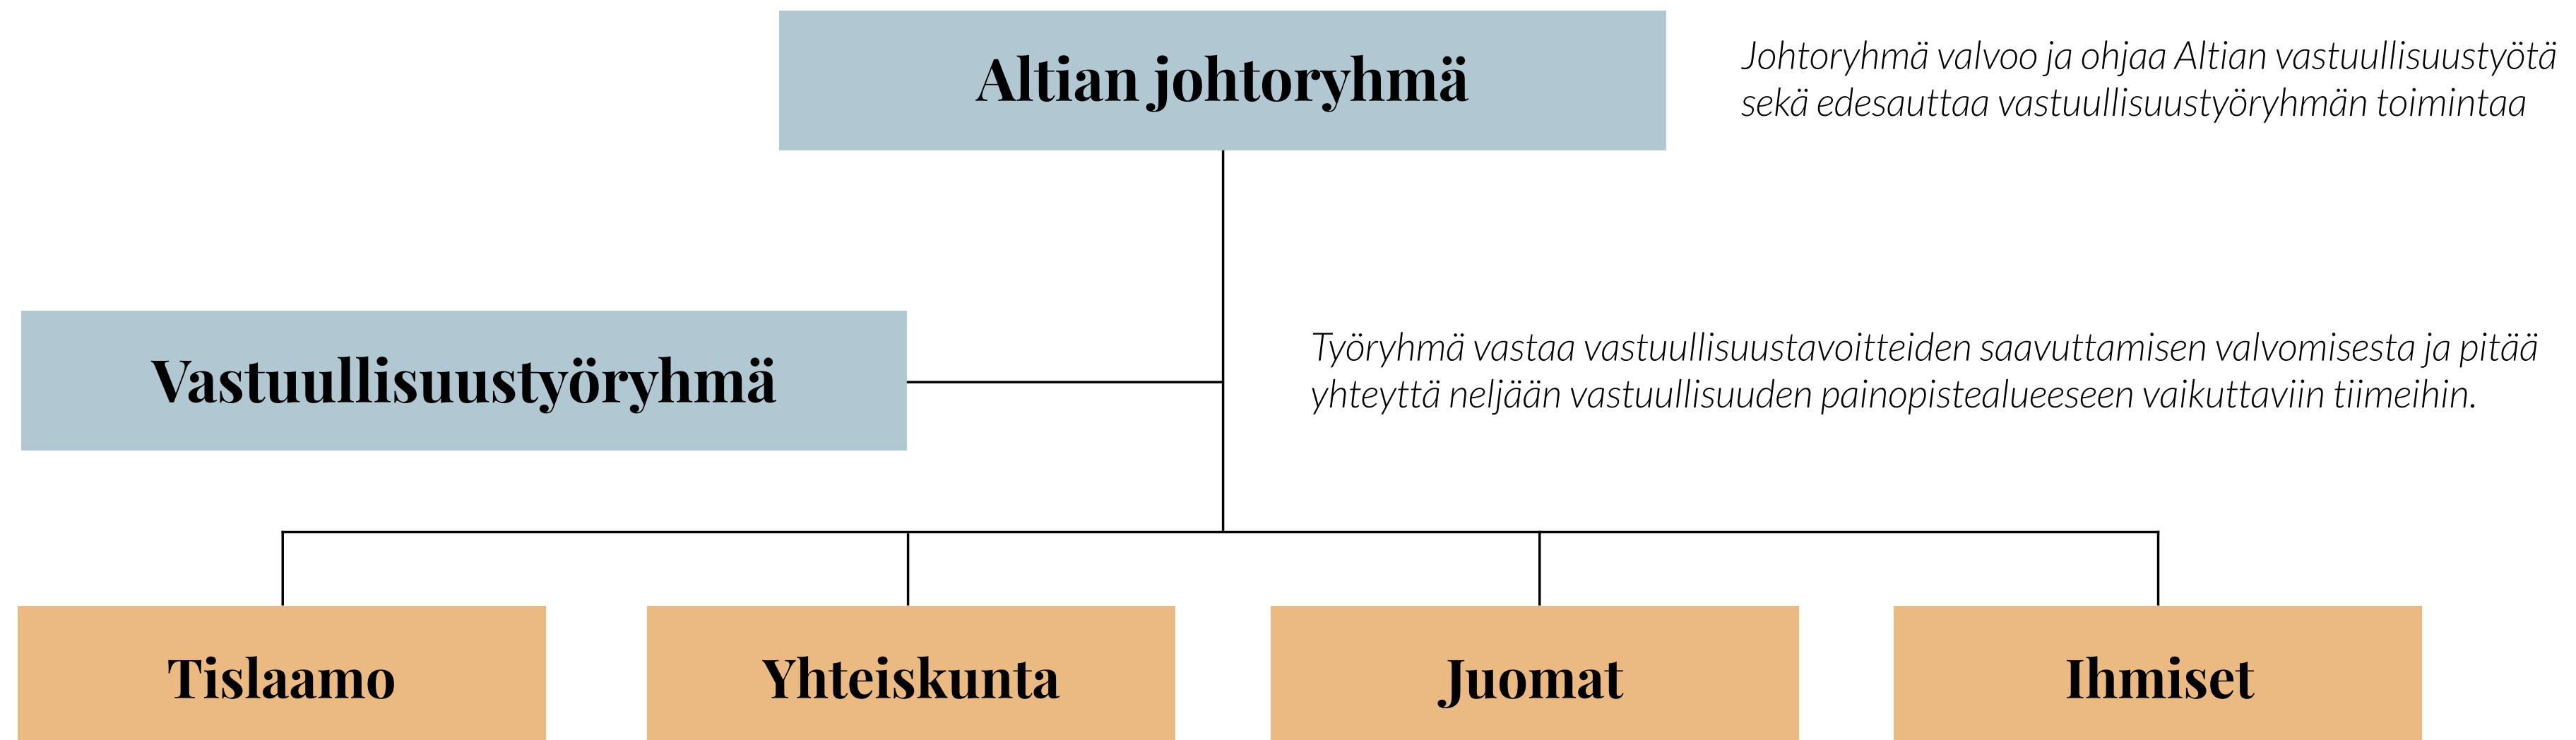 Altian johtoryhmä
Johtoryhmä valvoo ja ohjaa Altian vastuullisuustyötä
sekä edesauttaa vastuullisuustyöryhmän toimintaa
Vastuullisuustyöryhmä
Työryhmä vastaa vastuullisuustavoitteiden saavuttamisen valvomisesta ja pitää
yhteyttä neljään vastuullisuuden painopistealueeseen vaikuttaviin tiimeihin.
Tislaamo
Yhteiskunta
Juomat
Ihmiset